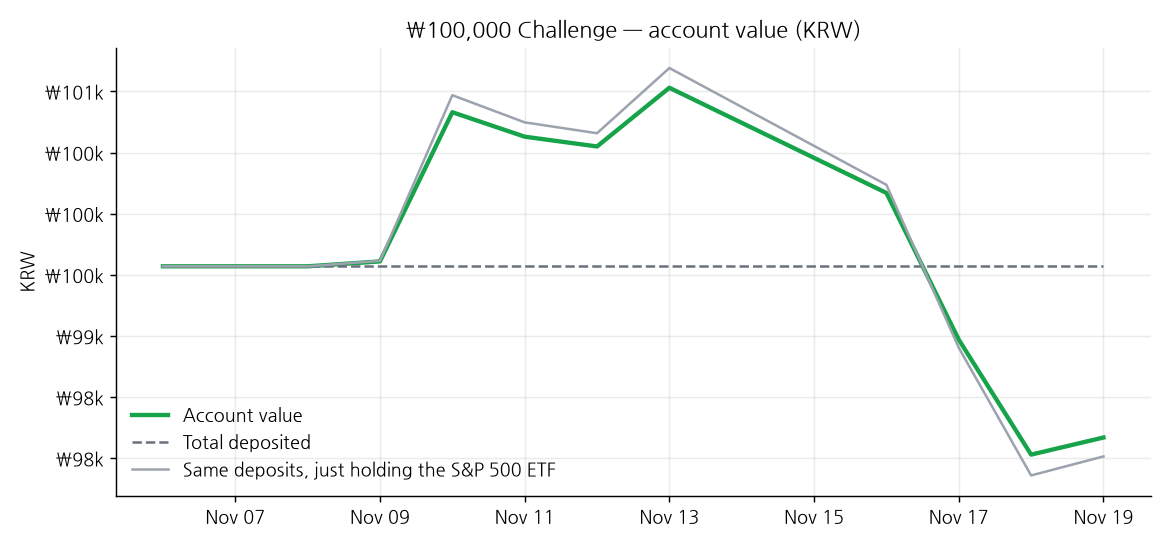 ₩100,000 Challenge — account value (KRW)
₩101k
₩100k
₩100k
₩100k
₩99k
₩98k
₩98k
KRW
Account value
Total deposited
Same deposits, just holding the S&P 500 ETF
Nov 07
Nov 09
Nov 11
Nov 13
Nov 15
Nov 17
Nov 19